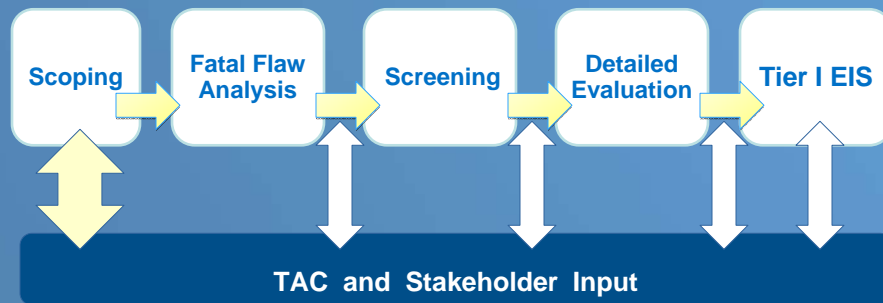 Scoping
Fatal Flaw
Analysis
Screening
Detailed
Evaluation
Tier I EIS
TAC and Stakeholder Input